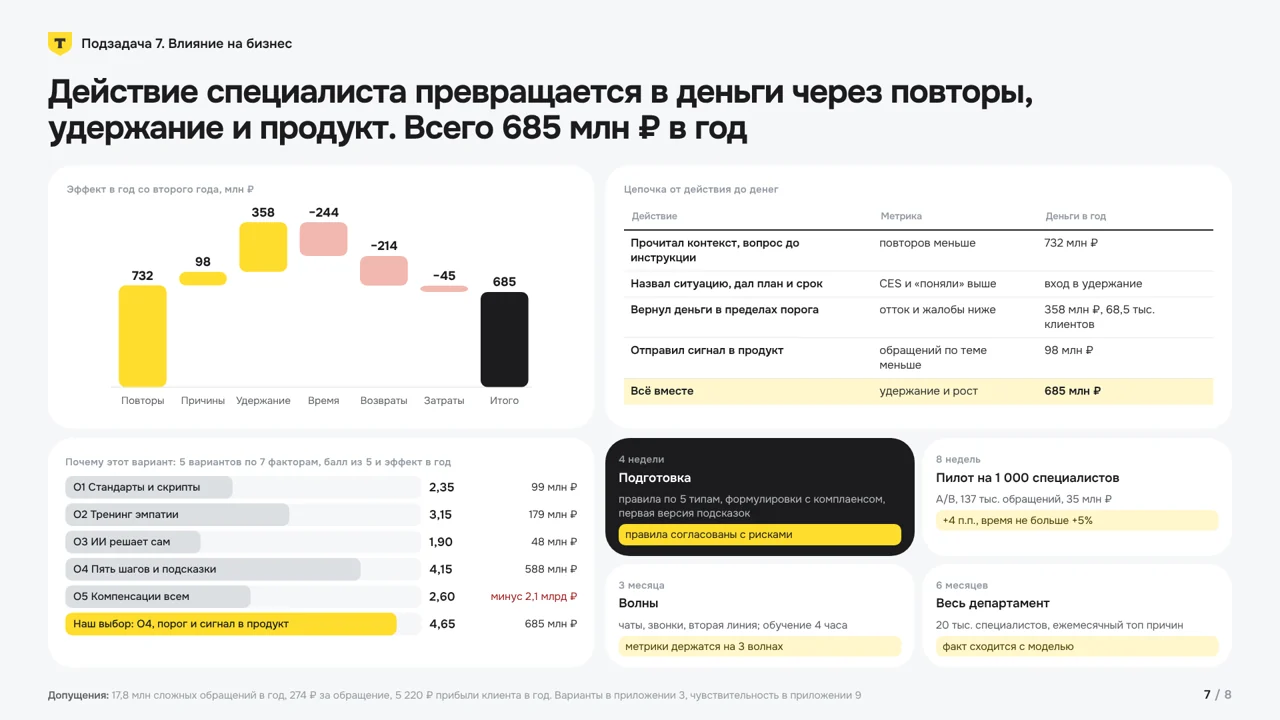 Т
Подзадача 7. Влияние на бизнес
Действие специалиста превращается в деньги через повторы,
удержание и продукт. Всего 685 млн ₽ в год
Эффект в год со второго года, млн ₽
732
98
358
−244
−214
−45
685
Повторы
Причины
Удержание
Время
Возвраты
Затраты
Итого
Цепочка от действия до денег
Действие Метрика Деньги в год
Прочитал контекст, вопрос до повторов меньше 732 млн ₽
инструкции
Назвал ситуацию, дал план и срок CES и «поняли» выше вход в удержание
Вернул деньги в пределах порога отток и жалобы ниже 358 млн ₽, 68,5 тыс.
клиентов
Отправил сигнал в продукт обращений по теме 98 млн ₽
меньше
Всё вместе удержание и рост 685 млн ₽
Почему этот вариант: 5 вариантов по 7 факторам, балл из 5 и эффект в год
О1 Стандарты и скрипты 2,35 99 млн ₽
О2 Тренинг эмпатии 3,15 179 млн ₽
О3 ИИ решает сам 1,90 48 млн ₽
О4 Пять шагов и подсказки 4,15 588 млн ₽
О5 Компенсации всем 2,60 минус 2,1 млрд ₽
Наш выбор: О4, порог и сигнал в продукт 4,65 685 млн ₽
4 недели
Подготовка
правила по 5 типам, формулировки с комплаенсом,
первая версия подсказок
правила согласованы с рисками
8 недель
Пилот на 1 000 специалистов
А/В, 137 тыс. обращений, 35 млн ₽
+4 п.п., время не больше +5%
3 месяца
Волны
чаты, звонки, вторая линия; обучение 4 часа
метрики держатся на 3 волнах
6 месяцев
Весь департамент
20 тыс. специалистов, ежемесячный топ причин
факт сходится с моделью
Допущения: 17,8 млн сложных обращений в год, 274 ₽ за обращение, 5 220 ₽ прибыли клиента в год. Варианты в приложении 3, чувствительность в приложении 9
7 / 8